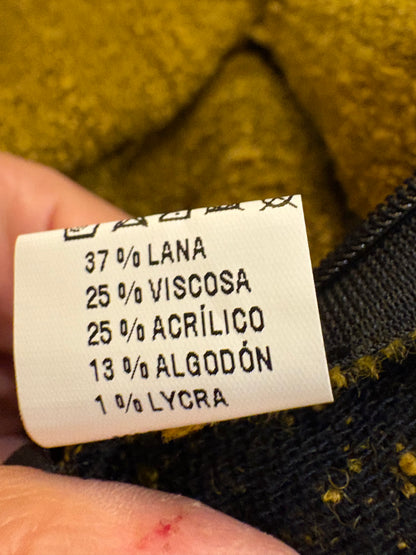 37 % LANA
25 % VISCOSA
25 % ACRÍLICO
13 % ALGODÓN
1 % LYCRA